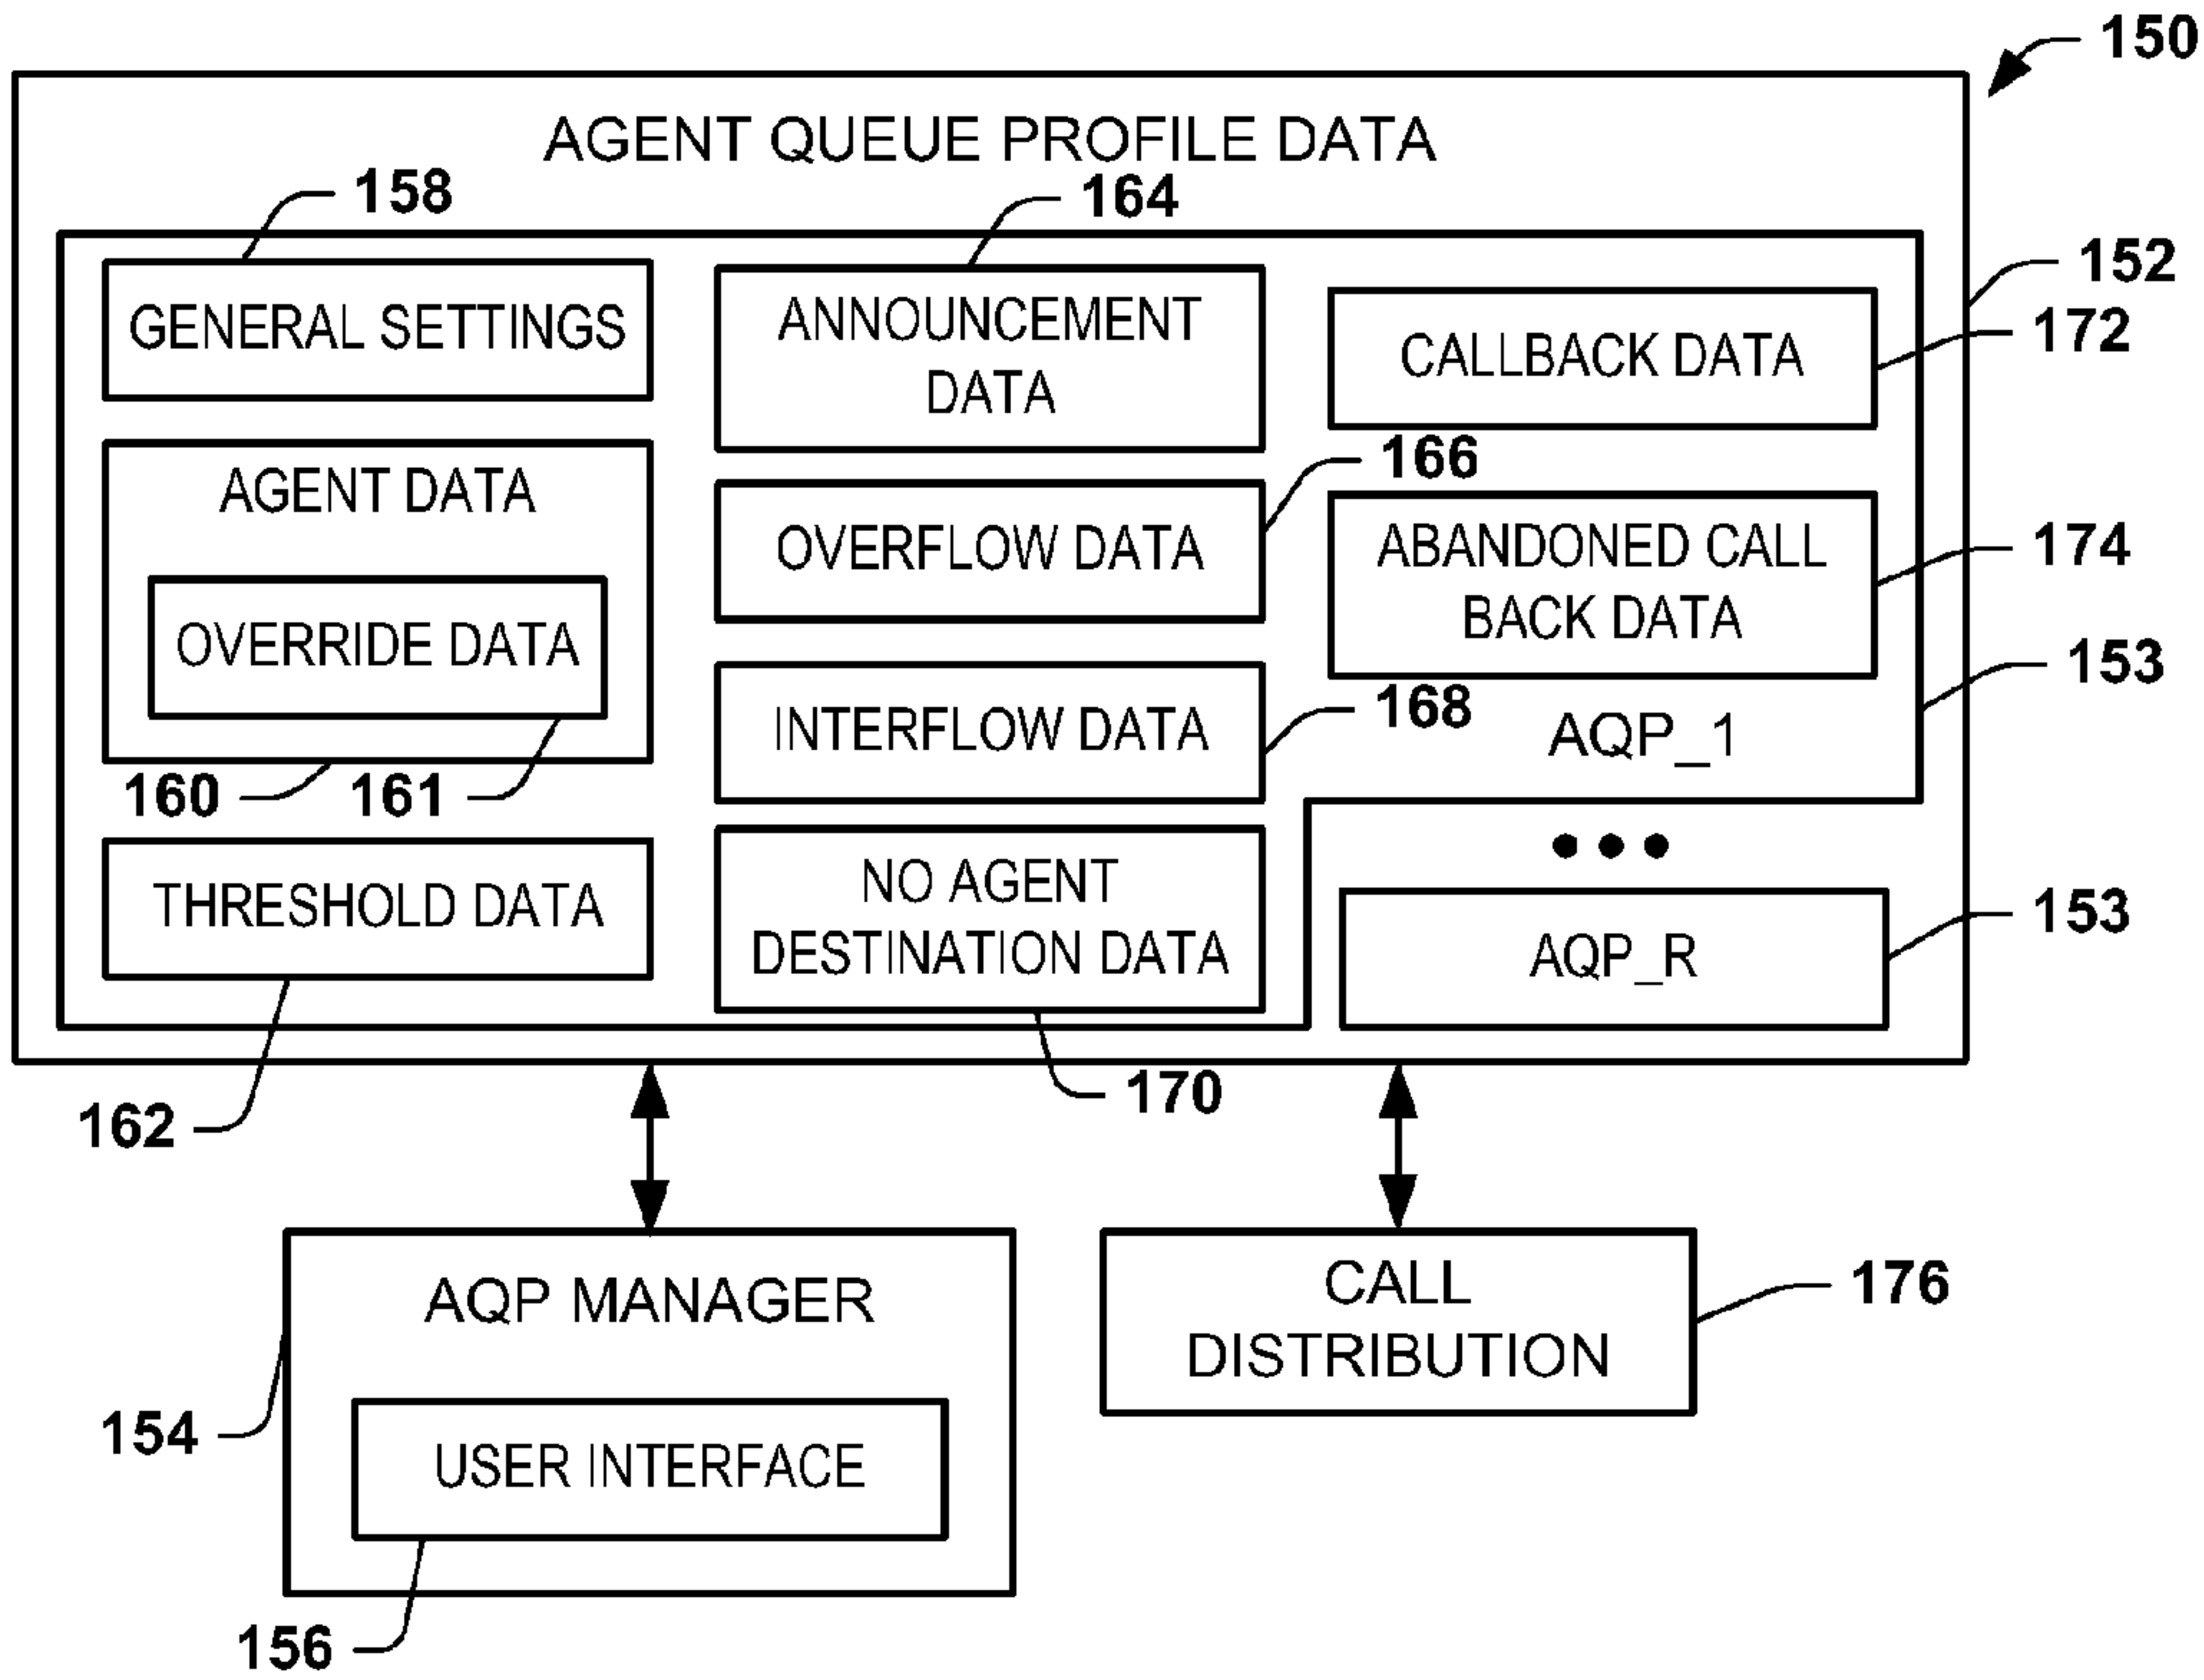 150
AGENT QUEUE PROFILE DATA
158
164
152
GENERAL SETTINGS
ANNOUNCEMENT
DATA
CALLBACK DATA
172
AGENT DATA
OVERRIDE DATA
160
161
OVERFLOW DATA
166
ABANDONED CALL
BACK DATA
174
INTERFLOW DATA
168
AQP_1
153
THRESHOLD DATA
162
NO AGENT
DESTINATION DATA
170
AQP_R
153
AQP MANAGER
154
USER INTERFACE
156
CALL
DISTRIBUTION
176